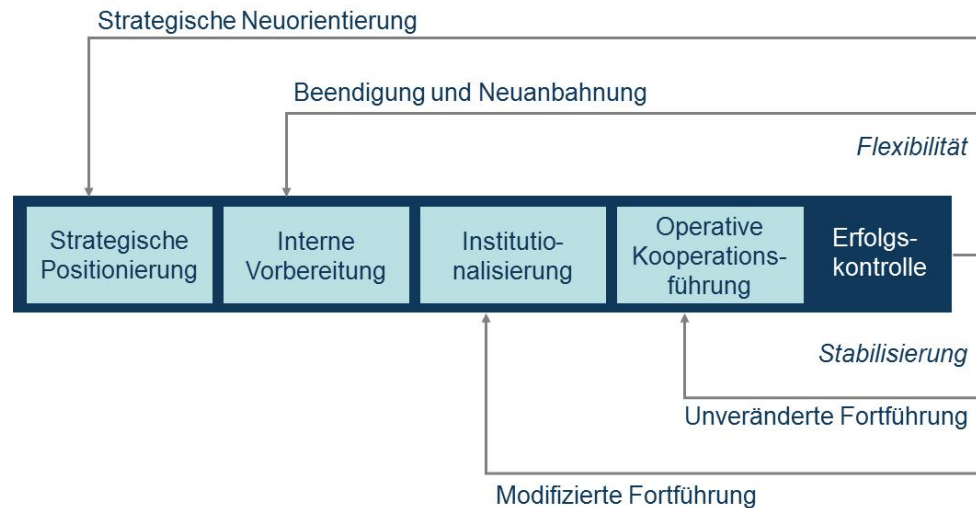 Strategische Neuorientierung
Beendigung und Neuanbahnung
Flexibilität
Strategische
Positionierung
Interne
Vorbereitung
Institutio-
nalisierung
Operative
Kooperations-
führung
Erfolgs-
kontrolle
Stabilisierung
Unveränderte Fortführung
Modifizierte Fortführung